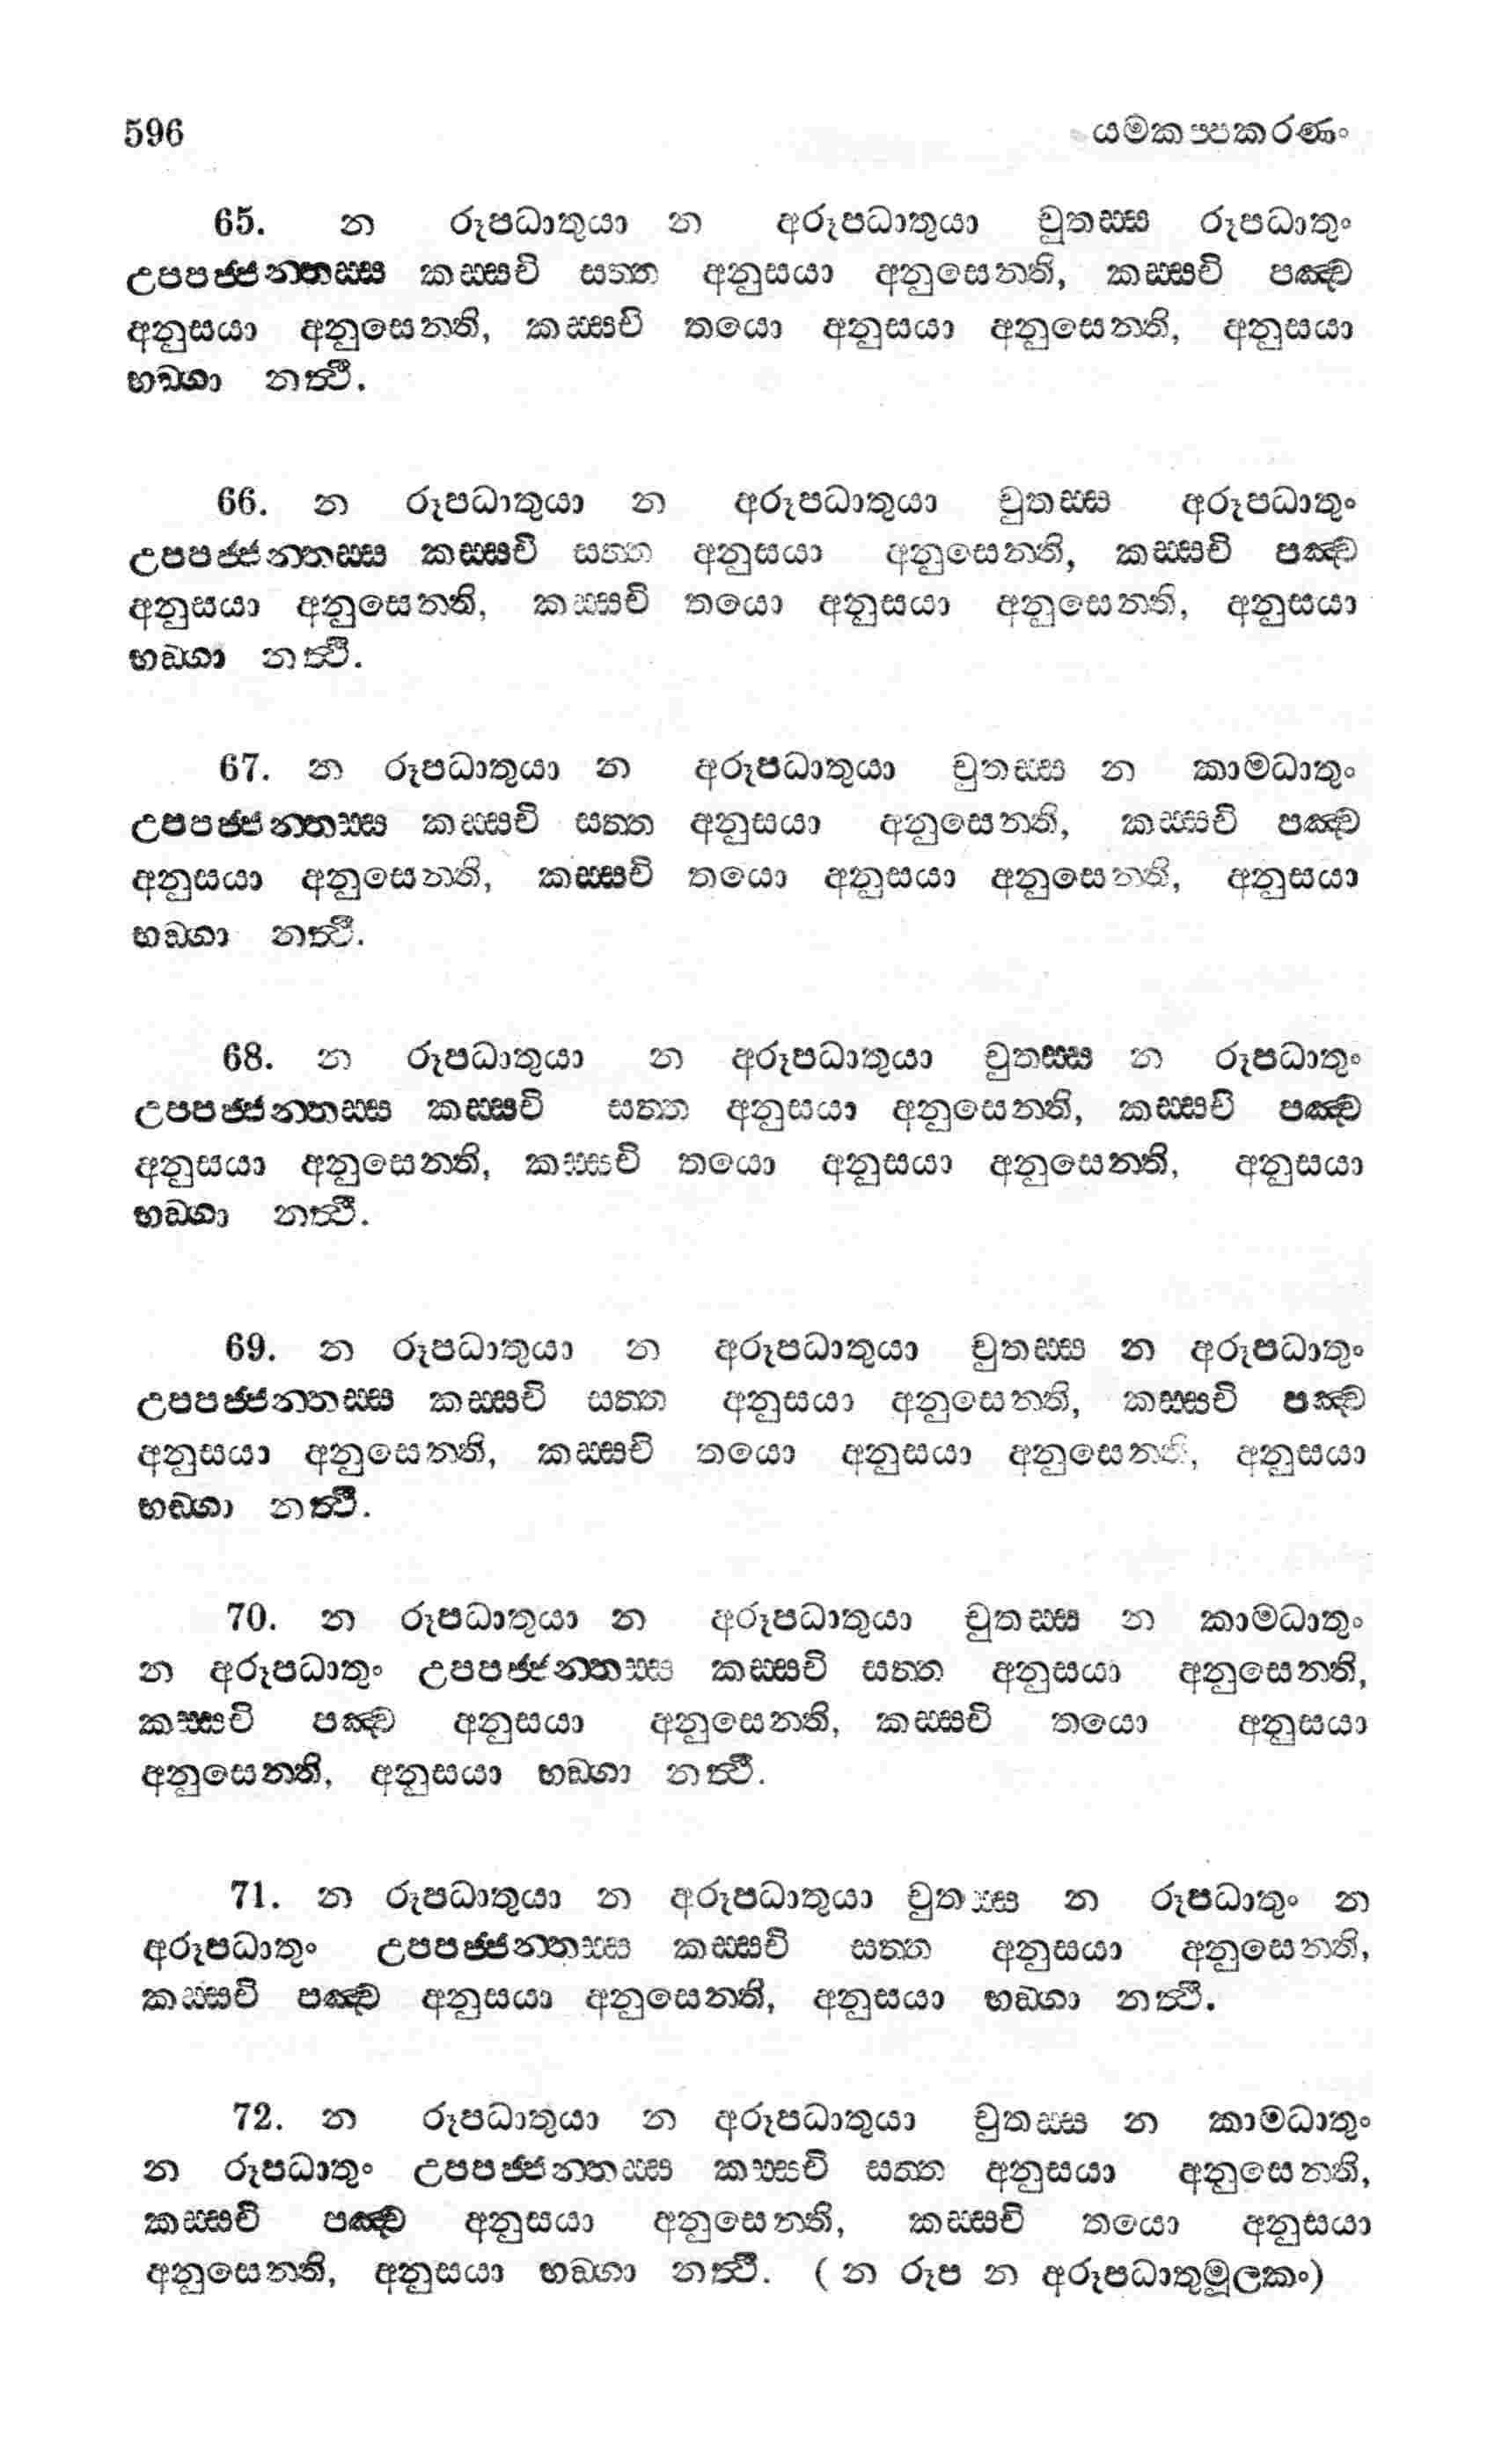 596 යමකප්පකරණං
65. න රූපධාතුයා න අරූපධාතුයා චුතස්ස රූපධාතුං
උපපජ්ජන්තස්ස කස්සචි සත්ත අනුසයා අනුසෙන්ති, කස්සචි පඤ්ච
අනුසයා අනුසෙන්ති, කස්සචි තයො අනුසයා අනුසෙන්ති, අනුසයා
භඞ්ගා නත්ථි.
66. න රූපධාතුයා න අරූපධාතුයා චුතස්ස අරූපධාතුං
උපපජ්ජන්තස්ස කස්සචි සත්ත අනුසයා අනුසෙන්ති, කස්සචි පඤ්ච
අනුසයා අනුසෙන්ති, කස්සචි තයො අනුසයා අනුසෙන්ති, අනුසයා
භඞ්ගා නත්ථි.
67. න රූපධාතුයා න අරූපධාතුයා චුතස්ස න කාමධාතුං
උපපජ්ජන්තස්ස කස්සචි සත්ත අනුසයා අනුසෙන්ති, කස්සචි පඤ්ච
අනුසයා අනුසෙන්ති, කස්සචි තයො අනුසයා අනුසෙන්ති, අනුසයා
භඞ්ගා නත්ථි.
68. න රූපධාතුයා න අරූපධාතුයා චුතස්ස න රූපධාතුං
උපපජ්ජන්තස්ස කස්සචි සත්ත අනුසයා අනුසෙන්ති, කස්සචි පඤ්ච
අනුසයා අනුසෙන්ති, කස්සචි තයො අනුසයා අනුසෙන්ති, අනුසයා
භඞ්ගා නත්ථි.
69. න රූපධාතුයා න අරූපධාතුයා චුතස්ස න අරූපධාතුං
උපපජ්ජන්තස්ස කස්සචි සත්ත අනුසයා අනුසෙන්ති, කස්සචි පඤ්ච
අනුසයා අනුසෙන්ති, කස්සචි තයො අනුසයා අනුසෙන්ති, අනුසයා
භඞ්ගා නත්ථි.
70. න රූපධාතුයා න අරූපධාතුයා චුතස්ස න කාමධාතුං
න අරූපධාතුං උපපජ්ජන්තස්ස කස්සචි සත්ත අනුසයා අනුසෙන්ති,
කස්සචි පඤ්ච අනුසයා අනුසෙන්ති, කස්සචි තයො අනුසයා
අනුසෙන්ති, අනුසයා භඞ්ගා නත්ථි.
71. න රූපධාතුයා න අරූපධාතුයා චුතස්ස න රූපධාතුං න
අරූපධාතුං උපපජ්ජන්තස්ස කස්සචි සත්ත අනුසයා අනුසෙන්ති,
කස්සචි පඤ්ච අනුසයා අනුසෙන්ති, අනුසයා භඞ්ගා නත්ථි.
72. න රූපධාතුයා න අරූපධාතුයා චුතස්ස න කාමධාතුං
න රූපධාතුං උපපජ්ජන්තස්ස කස්සචි සත්ත අනුසයා අනුසෙන්ති,
කස්සචි පඤ්ච අනුසයා අනුසෙන්ති, කස්සචි තයො අනුසයා
අනුසෙන්ති, අනුසයා භඞ්ගා නත්ථි. ( න රූප න අරූපධාතුමූලකං)